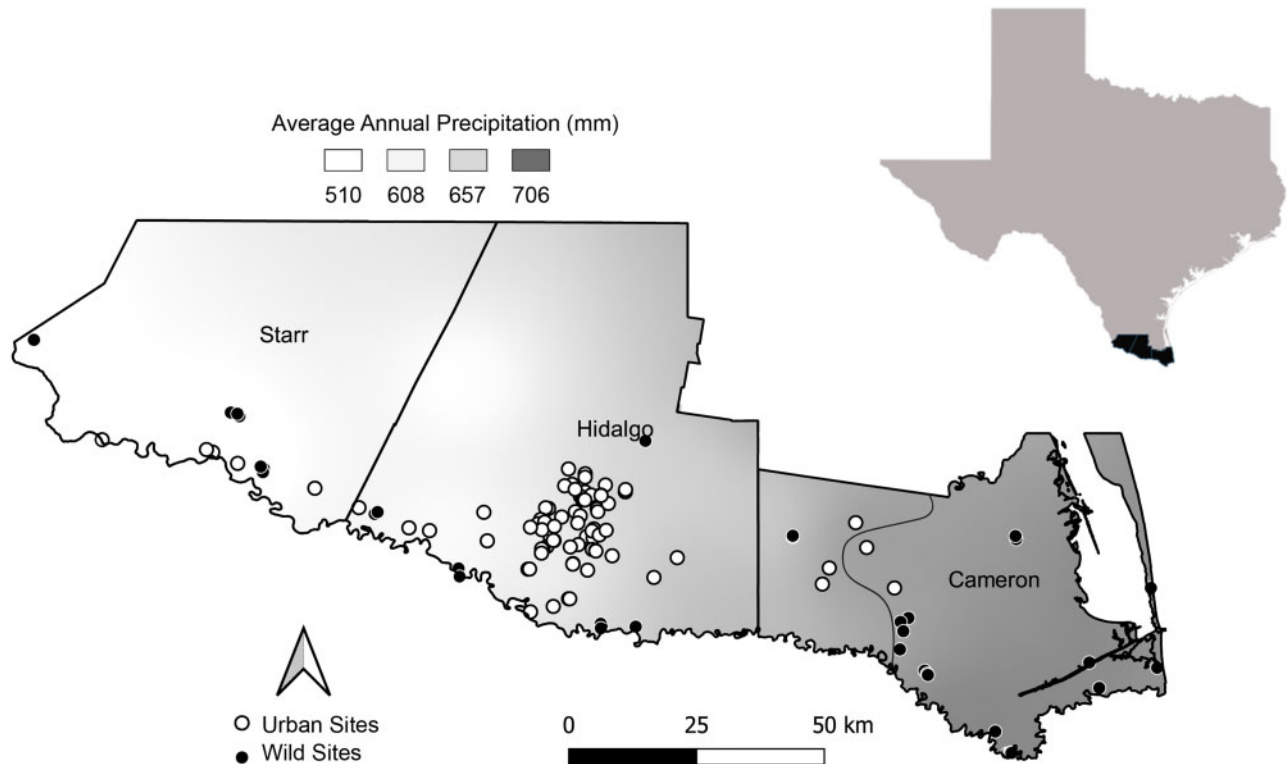 Average Annual Precipitation (mm)
510 608 657 706
Starr
Hidalgo
Cameron
Urban Sites
Wild Sites
0 25 50 km